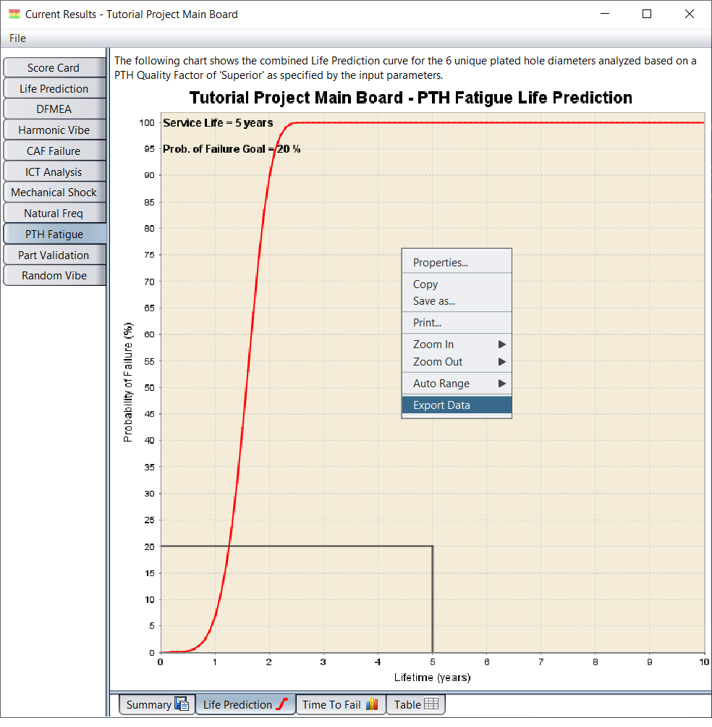 Current Results - Tutorial Project Main Board
File
Score Card
Life Prediction
DFMEA
Harmonic Vibe
CAF Failure
ICT Analysis
Mechanical Shock
Natural Freq
PTH Fatigue
Part Validation
Random Vibe
The following chart shows the combined Life Prediction curve for the 6 unique plated hole diameters analyzed based on a
PTH Quality Factor of 'Superior' as specified by the input parameters.
Tutorial Project Main Board - PTH Fatigue Life Prediction
Service Life = 5 years
Prob. of Failure Goal = 20 %
Probability of Failure (%)
100
95
90
85
80
75
70
65
60
55
50
45
40
35
30
25
20
15
10
5
0
0 1 2 3 4 5 6 7 8 9 10
Lifetime (years)
Properties...
Copy
Save as...
Print...
Zoom In
Zoom Out
Auto Range
Export Data
Summary Life Prediction Time To Fail Table